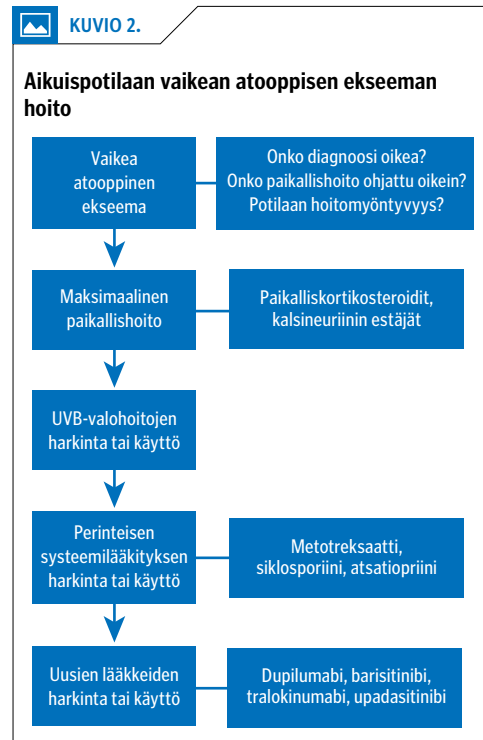 KUVIO 2.
Aikuispotilaan vaikean atooppisen ekseeman
hoito
Vaikea
atooppinen
ekseema
Onko diagnoosi oikea?
Onko paikallishoito ohjattu oikein?
Potilaan hoitomyöntyvyys?
Maksimaalinen
paikallishoito
Paikalliskortikosteroidit,
kalsineuriinin estäjät
UVB-valohoitojen
harkinta tai käyttö
Perinteisen
systeemilääkityksen
harkinta tai käyttö
Metotreksaatti,
siklosporiini, atsatiopriini
Uusien lääkkeiden
harkinta tai käyttö
Dupilumabi, barisitinibi,
tralokinumabi, upadasitinibi